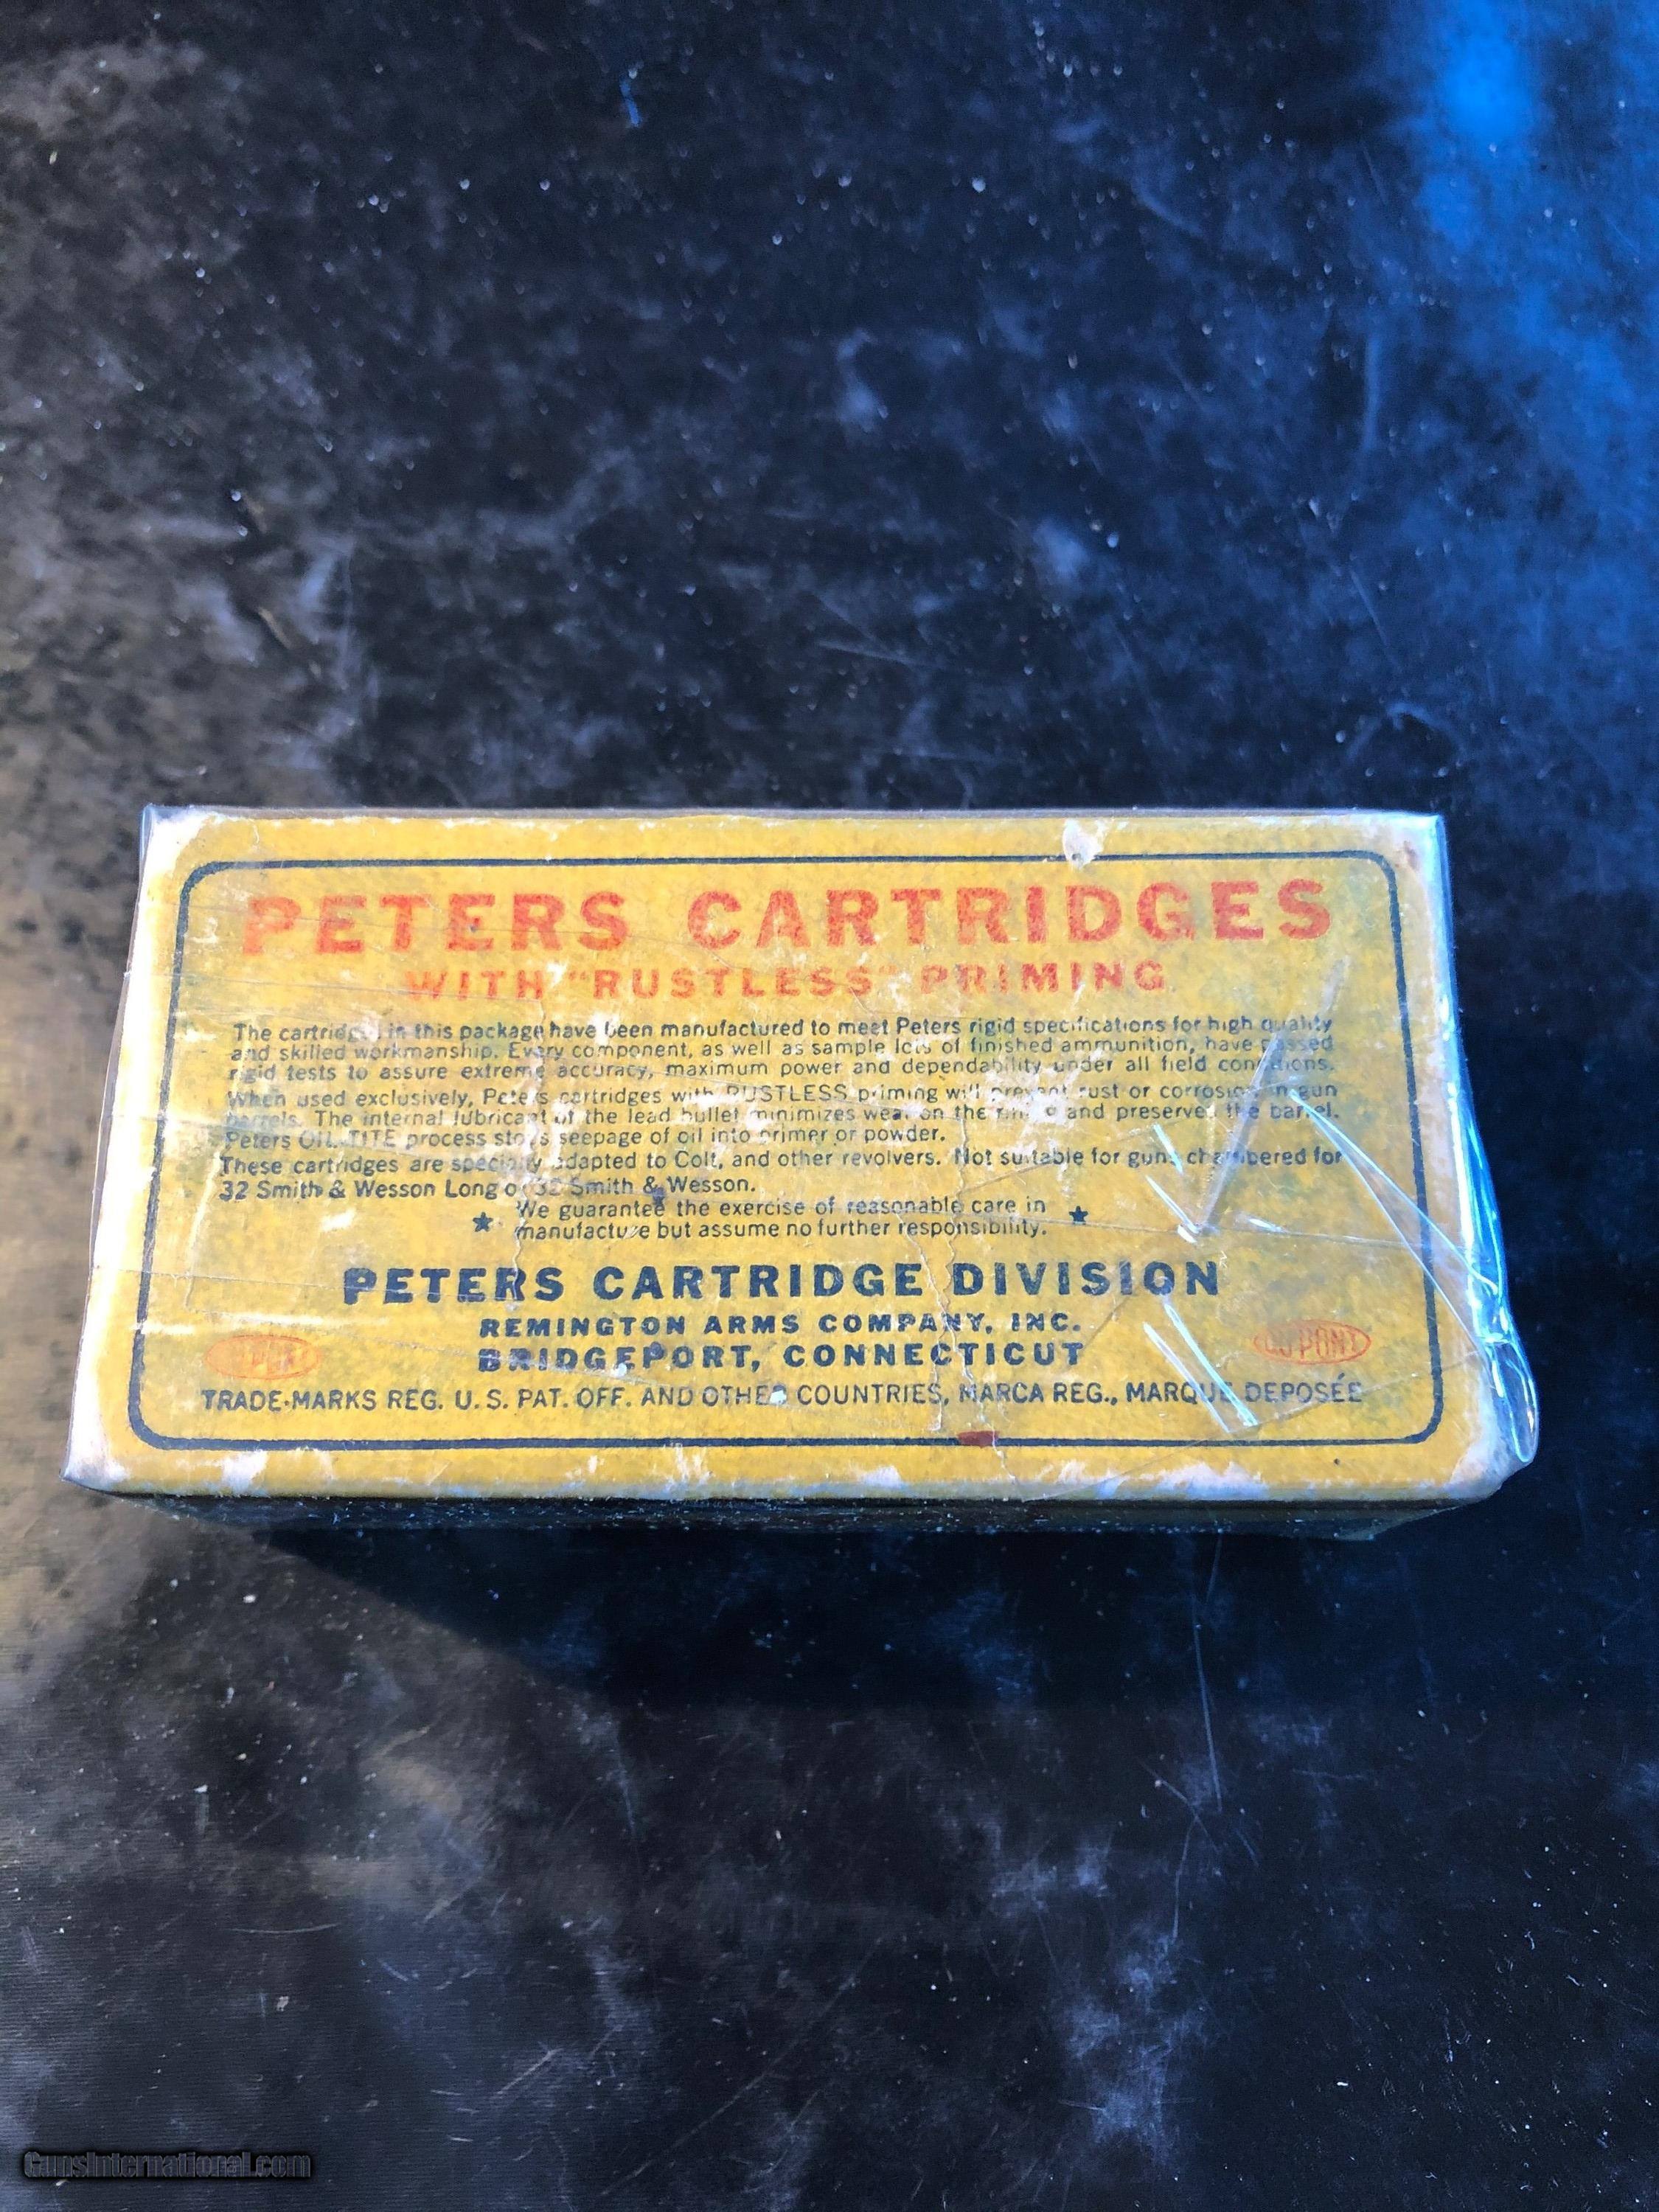 PETERS CARTRIDGES
WITH "RUSTLESS" PRIMING
The cartridges in this package have been manufactured to meet Peters rigid specifications for high quality
and skilled workmanship. Every component, as well as sample lots of finished ammunition, have passed
rigid tests to assure extreme accuracy, maximum power and dependability under all field conditions.
When used exclusively, Peters cartridges with RUSTLESS priming will prevent rust or corrosion in gun
barrels. The internal lubricant of the lead bullet minimizes wear on the and preserves the barrel.
Peters OIL-TITE process stops seepage of oil into primer or powder.
These cartridges are specially adapted to Colt, and other revolvers. Not suitable for guns chambered for
32 Smith & Wesson Long or 32 Smith & Wesson.
We guarantee the exercise of reasonable care in
★ manufacture but assume no further responsibility. ★
PETERS CARTRIDGE DIVISION
REMINGTON ARMS COMPANY, INC.
DU PONT BRIDGEPORT, CONNECTICUT DU PONT
TRADE-MARKS REG. U. S. PAT. OFF. AND OTHER COUNTRIES, MARCA REG., MARQUE DEPOSÉE
GunsInternational.com